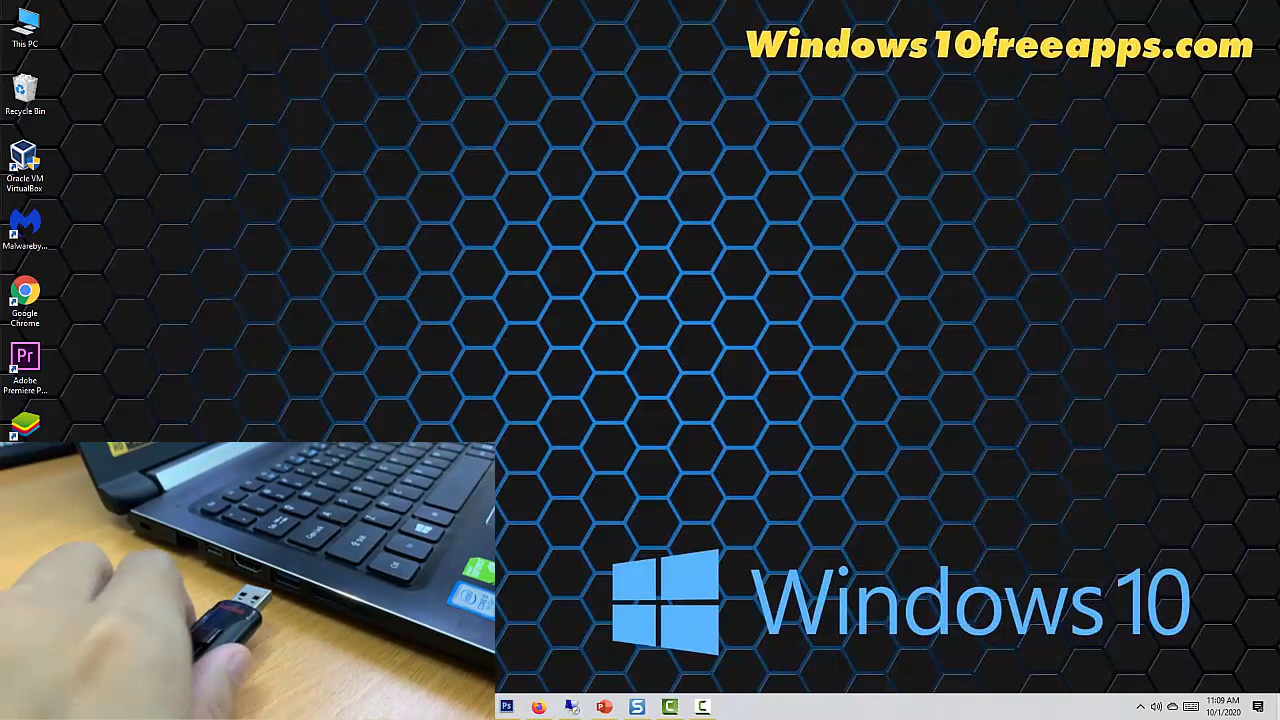 Windows10freeapps.com
This PC
Recycle Bin
Oracle VM
VirtualBox
Malwareby...
Google
Chrome
Pr
Adobe
Premiere P...
Windows 10
Ps
S
C
C
11:09 AM
10/1/2020